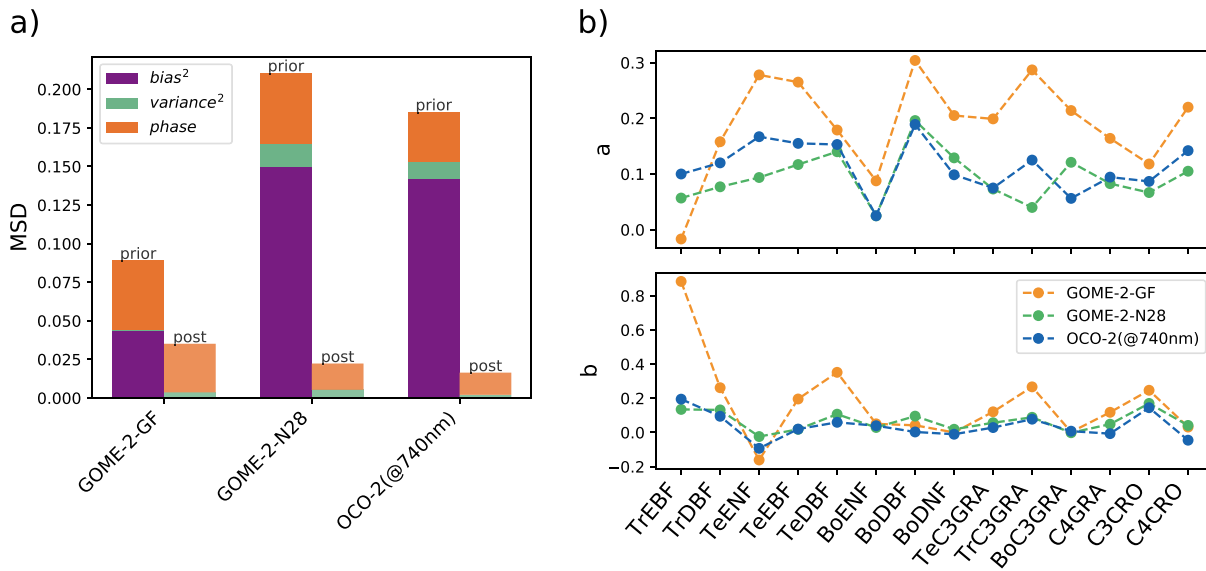 a)
MSD
0.200
0.175
0.150
0.125
0.100
0.075
0.050
0.025
0.000
bias²
variance²
phase
prior
post
prior
post
prior
post
GOME-2-GF
GOME-2-N28
OCO-2(@740nm)
b)
a
0.3
0.2
0.1
0.0
b
0.8
0.6
0.4
0.2
0.0
−0.2
GOME-2-GF
GOME-2-N28
OCO-2(@740nm)
TrEBF
TrDBF
TeENF
TeEBF
TeDBF
BoENF
BoDBF
BoDNF
TeC3GRA
TrC3GRA
BoC3GRA
C4GRA
C3CRO
C4CRO